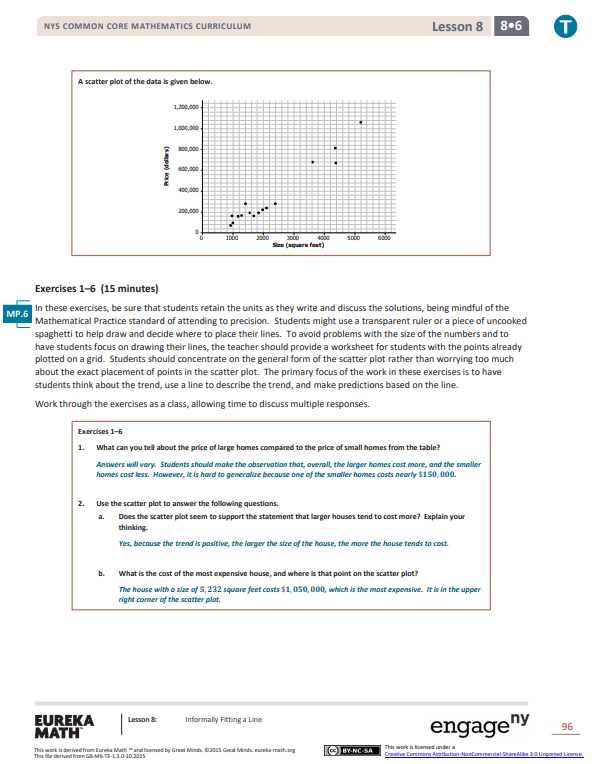 NYS COMMON CORE MATHEMATICS CURRICULUM
Lesson 8
8•6
T
A scatter plot of the data is given below.
1,200,000
1,000,000
800,000
600,000
400,000
200,000
0
Price (dollars)
0 1000 2000 3000 4000 5000 6000
Size (square feet)
Exercises 1–6 (15 minutes)
MP.6
In these exercises, be sure that students retain the units as they write and discuss the solutions, being mindful of the
Mathematical Practice standard of attending to precision. Students might use a transparent ruler or a piece of uncooked
spaghetti to help draw and decide where to place their lines. To avoid problems with the size of the numbers and to
have students focus on drawing their lines, the teacher should provide a worksheet for students with the points already
plotted on a grid. Students should concentrate on the general form of the scatter plot rather than worrying too much
about the exact placement of points in the scatter plot. The primary focus of the work in these exercises is to have
students think about the trend, use a line to describe the trend, and make predictions based on the line.
Work through the exercises as a class, allowing time to discuss multiple responses.
Exercises 1–6
1. What can you tell about the price of large homes compared to the price of small homes from the table?
Answers will vary. Students should make the observation that, overall, the larger homes cost more, and the smaller
homes cost less. However, it is hard to generalize because one of the smaller homes costs nearly $150,000.
2. Use the scatter plot to answer the following questions.
a. Does the scatter plot seem to support the statement that larger houses tend to cost more? Explain your
thinking.
Yes, because the trend is positive, the larger the size of the house, the more the house tends to cost.
b. What is the cost of the most expensive house, and where is that point on the scatter plot?
The house with a size of 5,232 square feet costs $1,050,000, which is the most expensive. It is in the upper
right corner of the scatter plot.
EUREKA
MATH™
Lesson 8: Informally Fitting a Line
engageny
96
This work is derived from Eureka Math ™ and licensed by Great Minds. ©2015 Great Minds. eureka-math.org
This file derived from G8-M6-TE-1.3.0-10.2015
CC BY-NC-SA
This work is licensed under a
Creative Commons Attribution-NonCommercial-ShareAlike 3.0 Unported License.